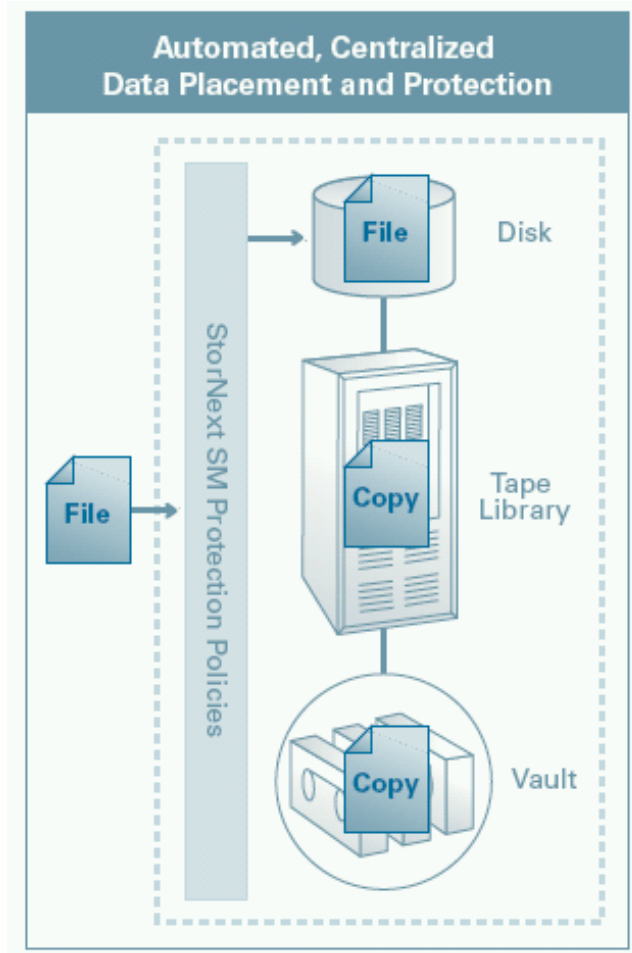 Automated, Centralized
Data Placement and Protection
File
Disk
StorNext SM Protection Policies
File
Copy
Tape
Library
Copy
Vault